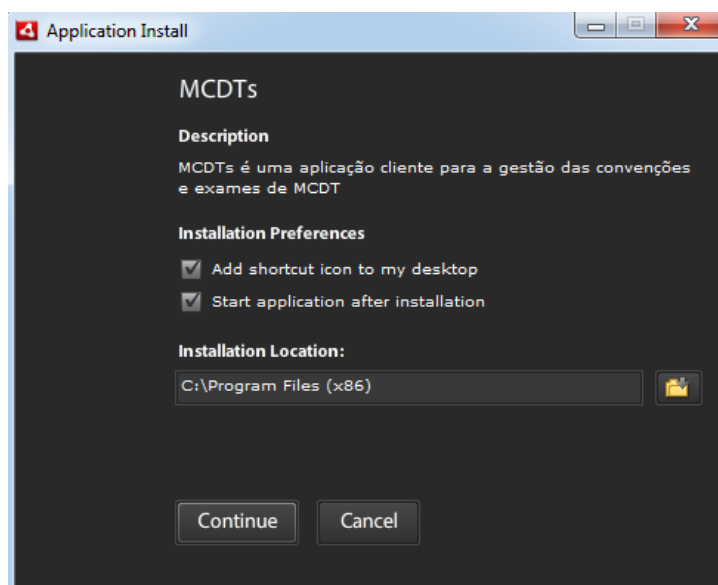 Application Install
MCDTs
Description
MCDTs é uma aplicação cliente para a gestão das convenções
e exames de MCDT
Installation Preferences
Add shortcut icon to my desktop
Start application after installation
Installation Location:
C:\Program Files (x86)
Continue
Cancel